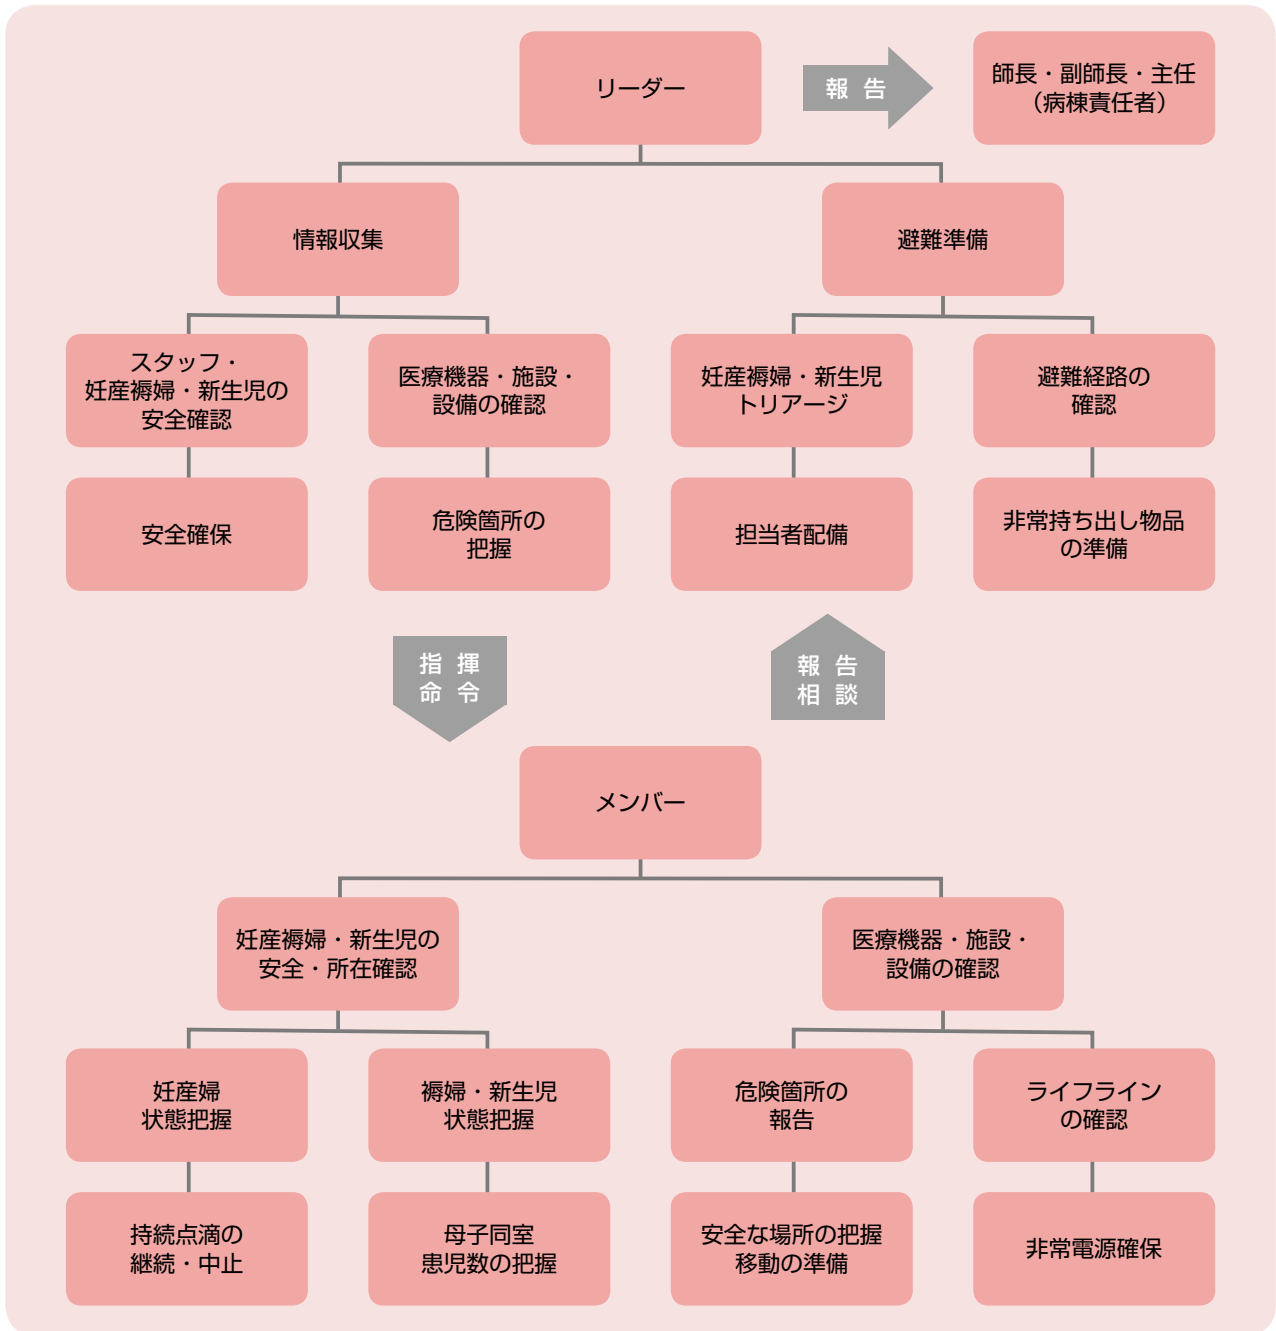 リーダー
報 告
師長・副師長・主任
（病棟責任者）
情報収集
避難準備
スタッフ・
妊産褥婦・新生児の
安全確認
医療機器・施設・
設備の確認
妊産褥婦・新生児
トリアージ
避難経路の
確認
安全確保
危険箇所の
把握
担当者配備
非常持ち出し物品
の準備
指 揮
命 令
報 告
相 談
メンバー
妊産褥婦・新生児の
安全・所在確認
医療機器・施設・
設備の確認
妊産婦
状態把握
褥婦・新生児
状態把握
危険箇所の
報告
ライフライン
の確認
持続点滴の
継続・中止
母子同室
患児数の把握
安全な場所の把握
移動の準備
非常電源確保